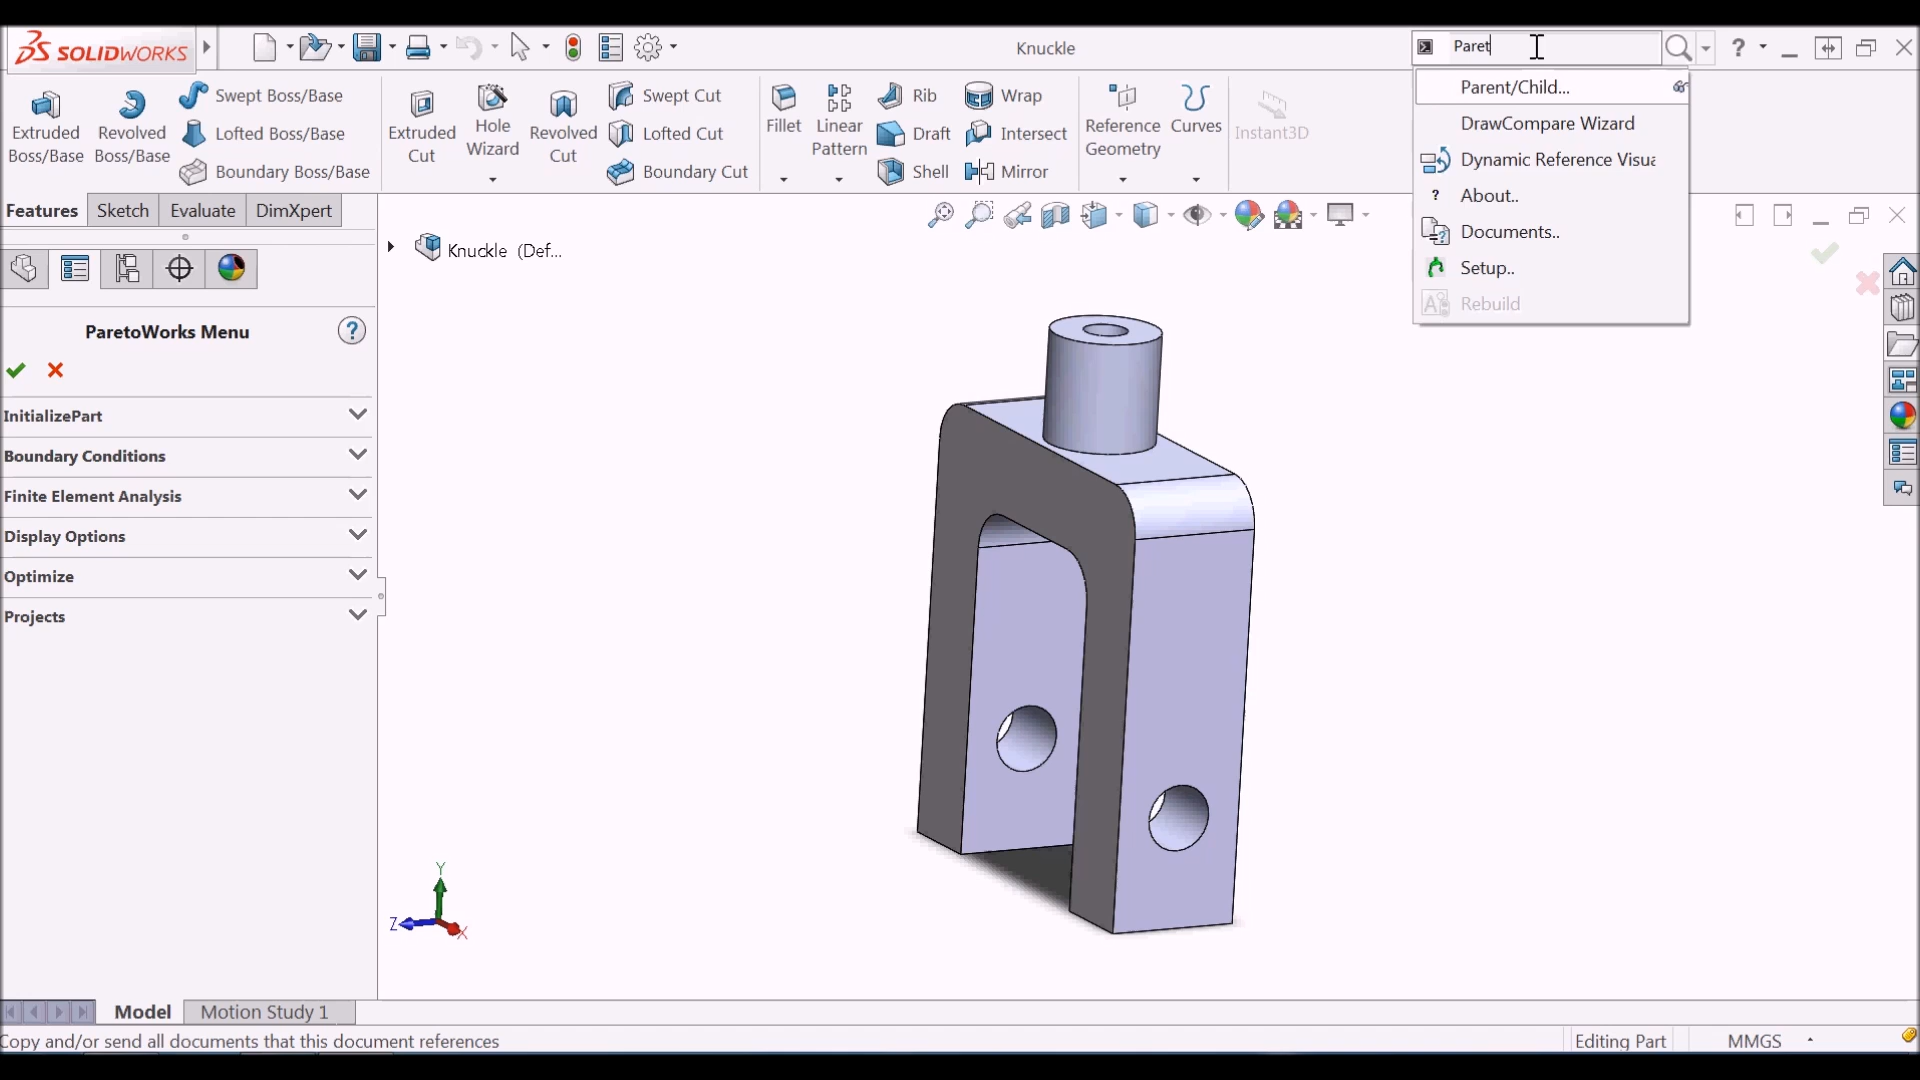 SOLIDWORKS
Knuckle
Paret
?
Extruded Boss/Base
Revolved Boss/Base
Swept Boss/Base
Lofted Boss/Base
Boundary Boss/Base
Extruded Cut
Hole Wizard
Revolved Cut
Swept Cut
Lofted Cut
Boundary Cut
Fillet
Linear Pattern
Rib
Draft
Shell
Wrap
Intersect
Mirror
Reference Geometry
Curves
Instant3D
Parent/Child...
DrawCompare Wizard
Dynamic Reference Visua
? About..
Documents..
Setup..
Rebuild
Features
Sketch
Evaluate
DimXpert
Knuckle (Def...
ParetoWorks Menu
?
InitializePart
Boundary Conditions
Finite Element Analysis
Display Options
Optimize
Projects
Y
Z
X
Model
Motion Study 1
Copy and/or send all documents that this document references
Editing Part
MMGS